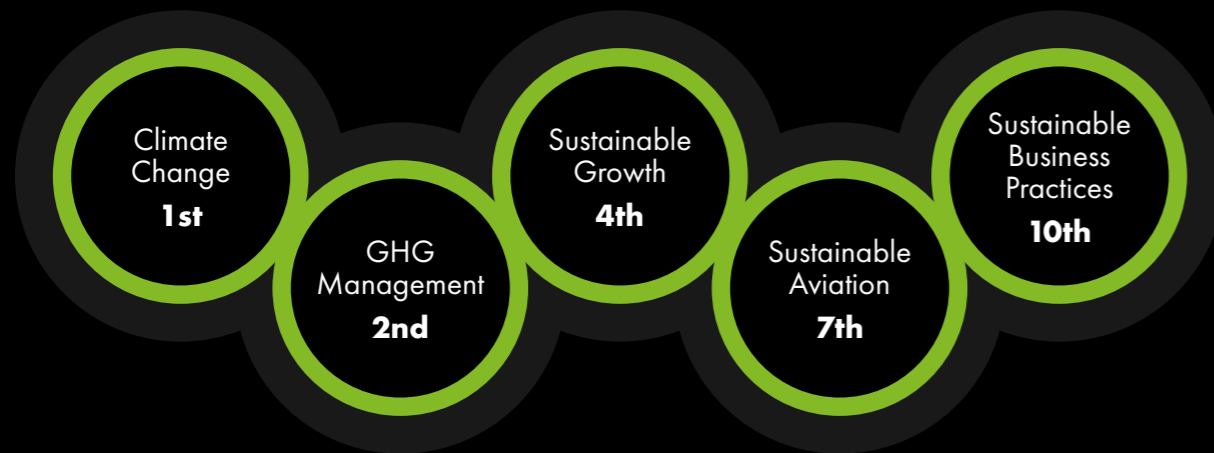 Climate
Change
1st
GHG
Management
2nd
Sustainable
Growth
4th
Sustainable
Aviation
7th
Sustainable
Business
Practices
10th